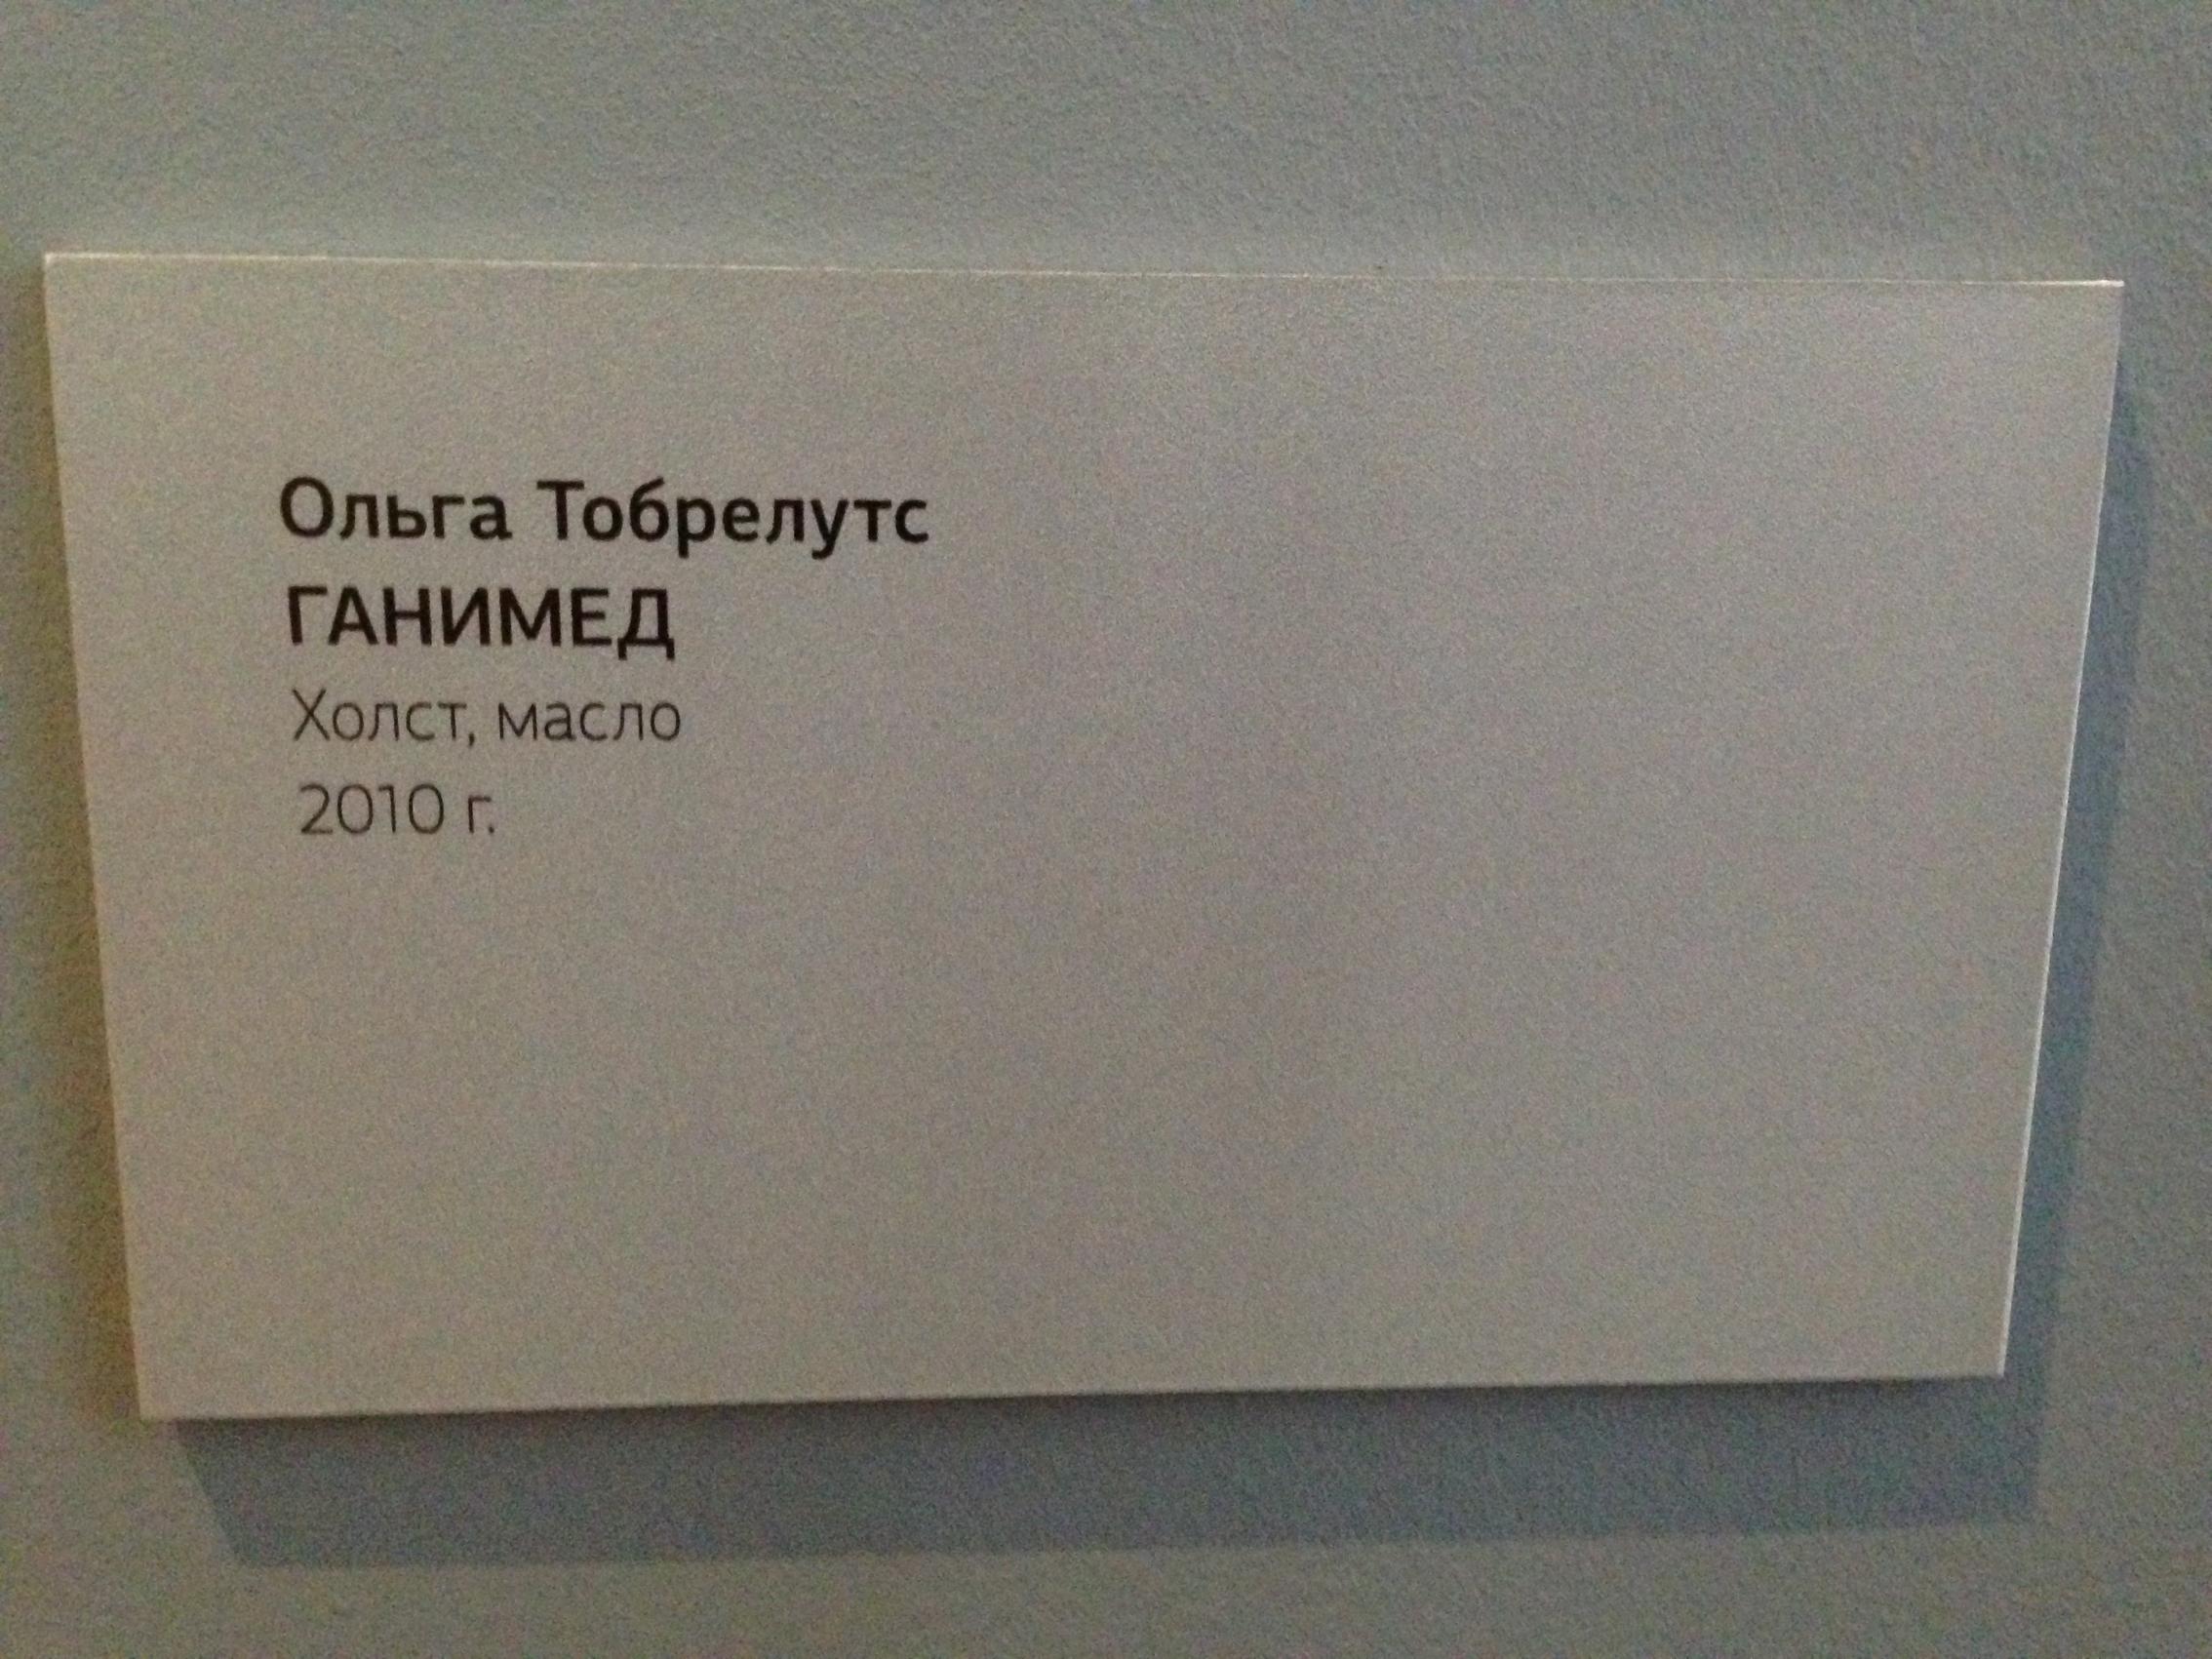 Ольга Тобрелутс
ГАНИМЕД
Холст, масло
2010 г.